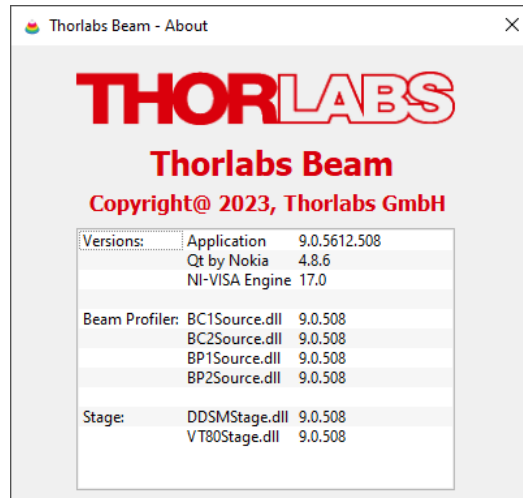 Thorlabs Beam - About
THORLABS
Thorlabs Beam
Copyright@ 2023, Thorlabs GmbH
Versions: Application 9.0.5612.508
Qt by Nokia 4.8.6
NI-VISA Engine 17.0
Beam Profiler: BC1Source.dll 9.0.508
BC2Source.dll 9.0.508
BP1Source.dll 9.0.508
BP2Source.dll 9.0.508
Stage: DDSMStage.dll 9.0.508
VT80Stage.dll 9.0.508